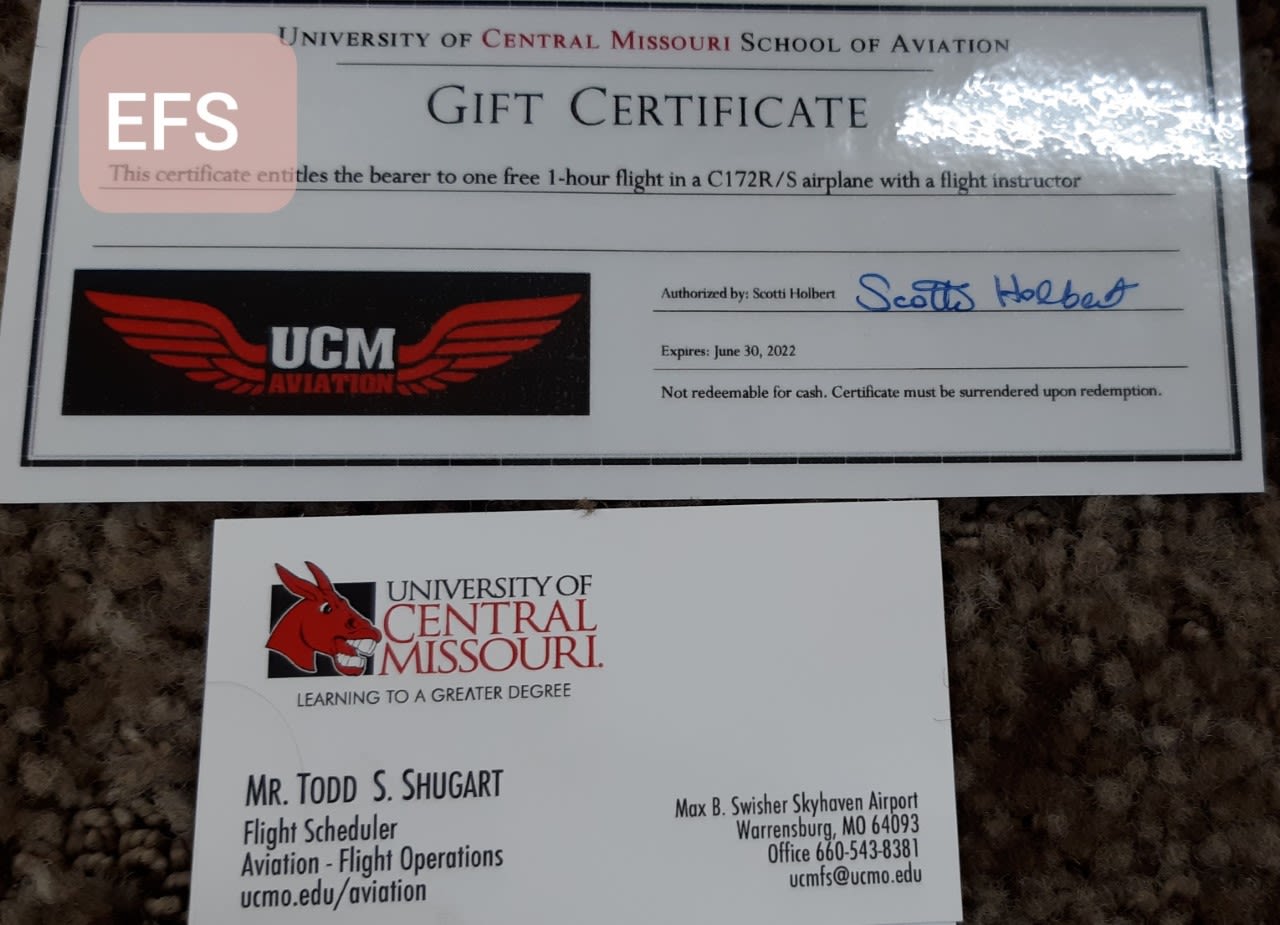 UNIVERSITY OF CENTRAL MISSOURI SCHOOL OF AVIATION
EFS
GIFT CERTIFICATE
This certificate entitles the bearer to one free 1-hour flight in a C172R/S airplane with a flight instructor
UCM
AVIATION
Authorized by: Scotti Holbert Scotti Holbert
Expires: June 30, 2022
Not redeemable for cash. Certificate must be surrendered upon redemption.
UNIVERSITY OF
CENTRAL
MISSOURI.
LEARNING TO A GREATER DEGREE
MR. TODD S. SHUGART
Flight Scheduler
Aviation - Flight Operations
ucmo.edu/aviation
Max B. Swisher Skyhaven Airport
Warrensburg, MO 64093
Office 660-543-8381
ucmfs@ucmo.edu